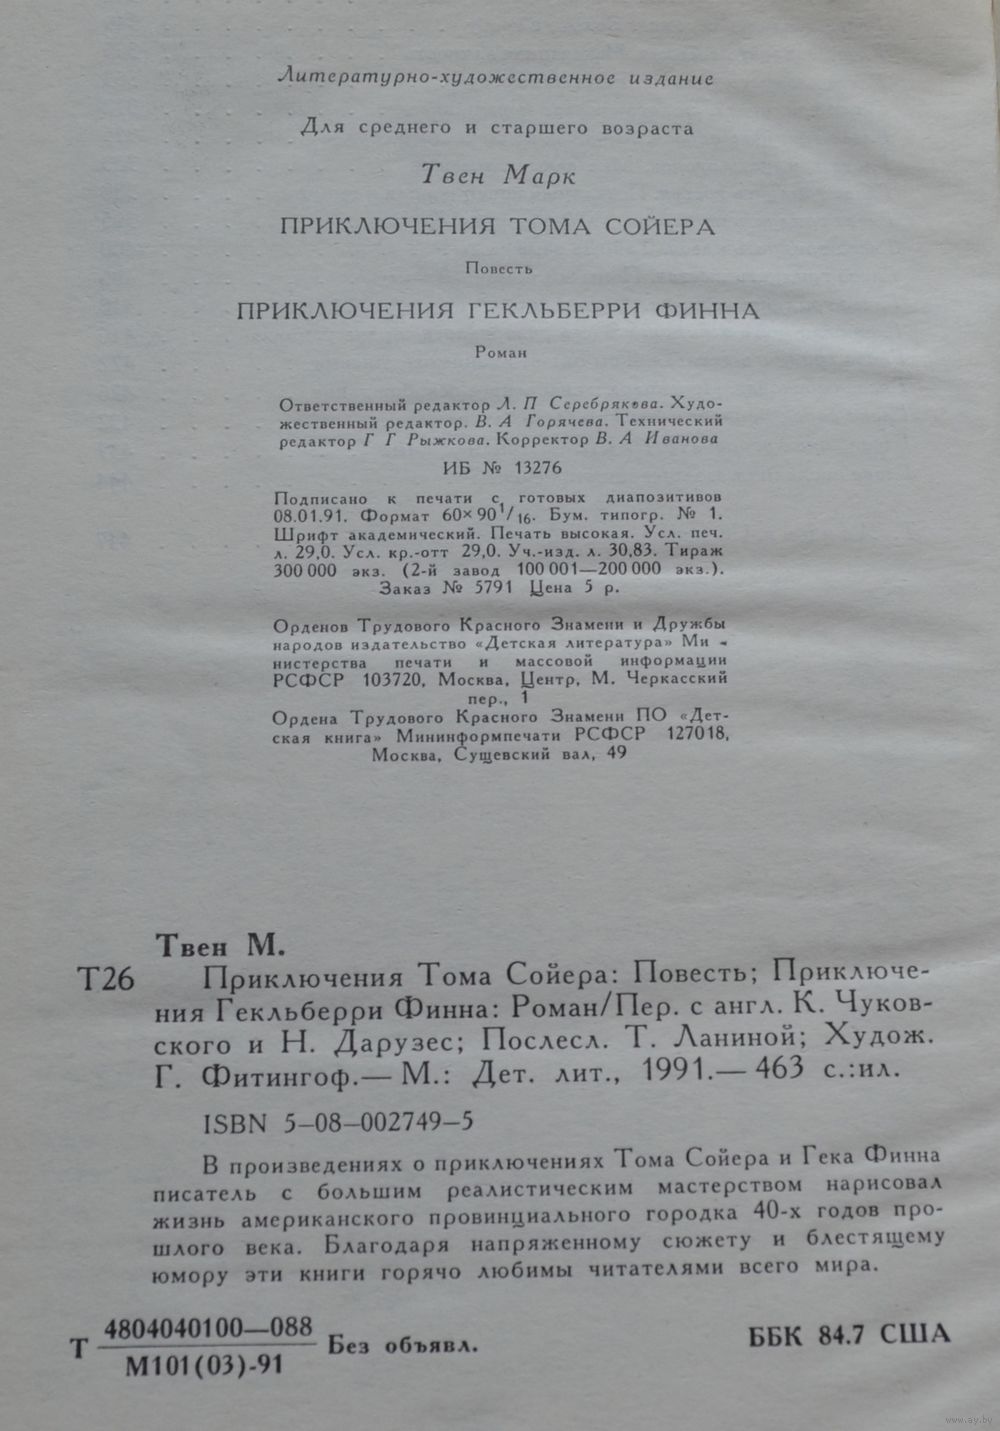 Литературно-художественное издание
Для среднего и старшего возраста
Твен Марк
ПРИКЛЮЧЕНИЯ ТОМА СОЙЕРА
Повесть
ПРИКЛЮЧЕНИЯ ГЕКЛЬБЕРРИ ФИННА
Роман
Ответственный редактор Л. П Серебрякова. Худо-
жественный редактор. В. А Горячева. Технический
редактор Г Г Рыжкова. Корректор В. А Иванова
ИБ № 13276
Подписано к печати с готовых диапозитивов
08.01.91. Формат 60×90 1/16. Бум. типогр. № 1.
Шрифт академический. Печать высокая. Усл. печ.
л. 29,0. Усл. кр.-отт 29,0. Уч.-изд. л. 30,83. Тираж
300 000 экз. (2-й завод 100 001—200 000 экз.).
Заказ № 5791 Цена 5 р.
Орденов Трудового Красного Знамени и Дружбы
народов издательство «Детская литература» Ми -
нистерства печати и массовой информации
РСФСР 103720, Москва, Центр, М. Черкасский
пер., 1
Ордена Трудового Красного Знамени ПО «Дет-
ская книга» Мининформпечати РСФСР 127018,
Москва, Сущевский вал, 49
Твен М.
Т26 Приключения Тома Сойера: Повесть; Приключе-
ния Гекльберри Финна: Роман/Пер. с англ. К. Чуков-
ского и Н. Дарузес; Послесл. Т. Ланиной; Худож.
Г. Фитингоф.— М.: Дет. лит., 1991.— 463 с.:ил.
ISBN 5—08—002749—5
В произведениях о приключениях Тома Сойера и Гека Финна
писатель с большим реалистическим мастерством нарисовал
жизнь американского провинциального городка 40-х годов про-
шлого века. Благодаря напряженному сюжету и блестящему
юмору эти книги горячо любимы читателями всего мира.
Т 4804040100—088 Без объявл.
М101(03)-91
ББК 84.7 США
www.ay.by